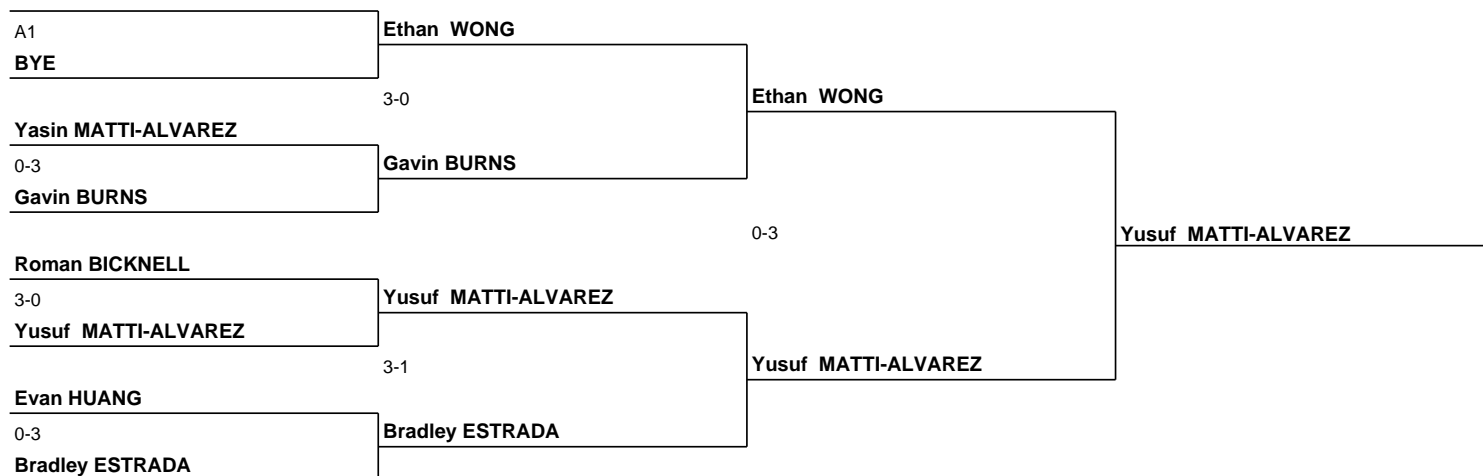 A1
BYE
Yasin MATTI-ALVAREZ
0-3
Gavin BURNS
Roman BICKNELL
3-0
Yusuf MATTI-ALVAREZ
Evan HUANG
0-3
Bradley ESTRADA
Ethan WONG
3-0
Gavin BURNS
Yusuf MATTI-ALVAREZ
3-1
Bradley ESTRADA
Ethan WONG
0-3
Yusuf MATTI-ALVAREZ
Yusuf MATTI-ALVAREZ